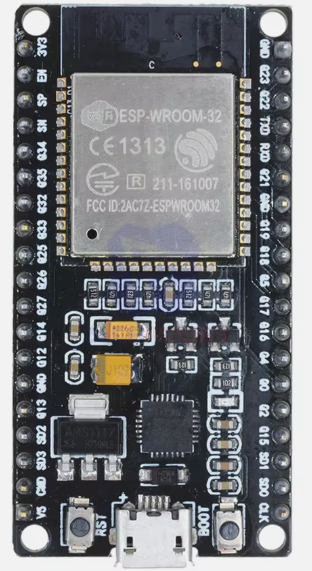 3V3
EN
SP
SN
G34
G35
G32
G33
G25
G26
G27
G14
G12
GND
G13
SD2
SD3
CMD
V5
C
ESP-WROOM-32
CE1313
R 211-161007
FCC ID:2AC7Z-ESPWROOM32
+
RST
BOOT
GND
G23
G22
TXD
RXD
G21
GND
G19
G18
G5
G17
G16
G4
G0
G2
G15
SD1
SD0
CLK